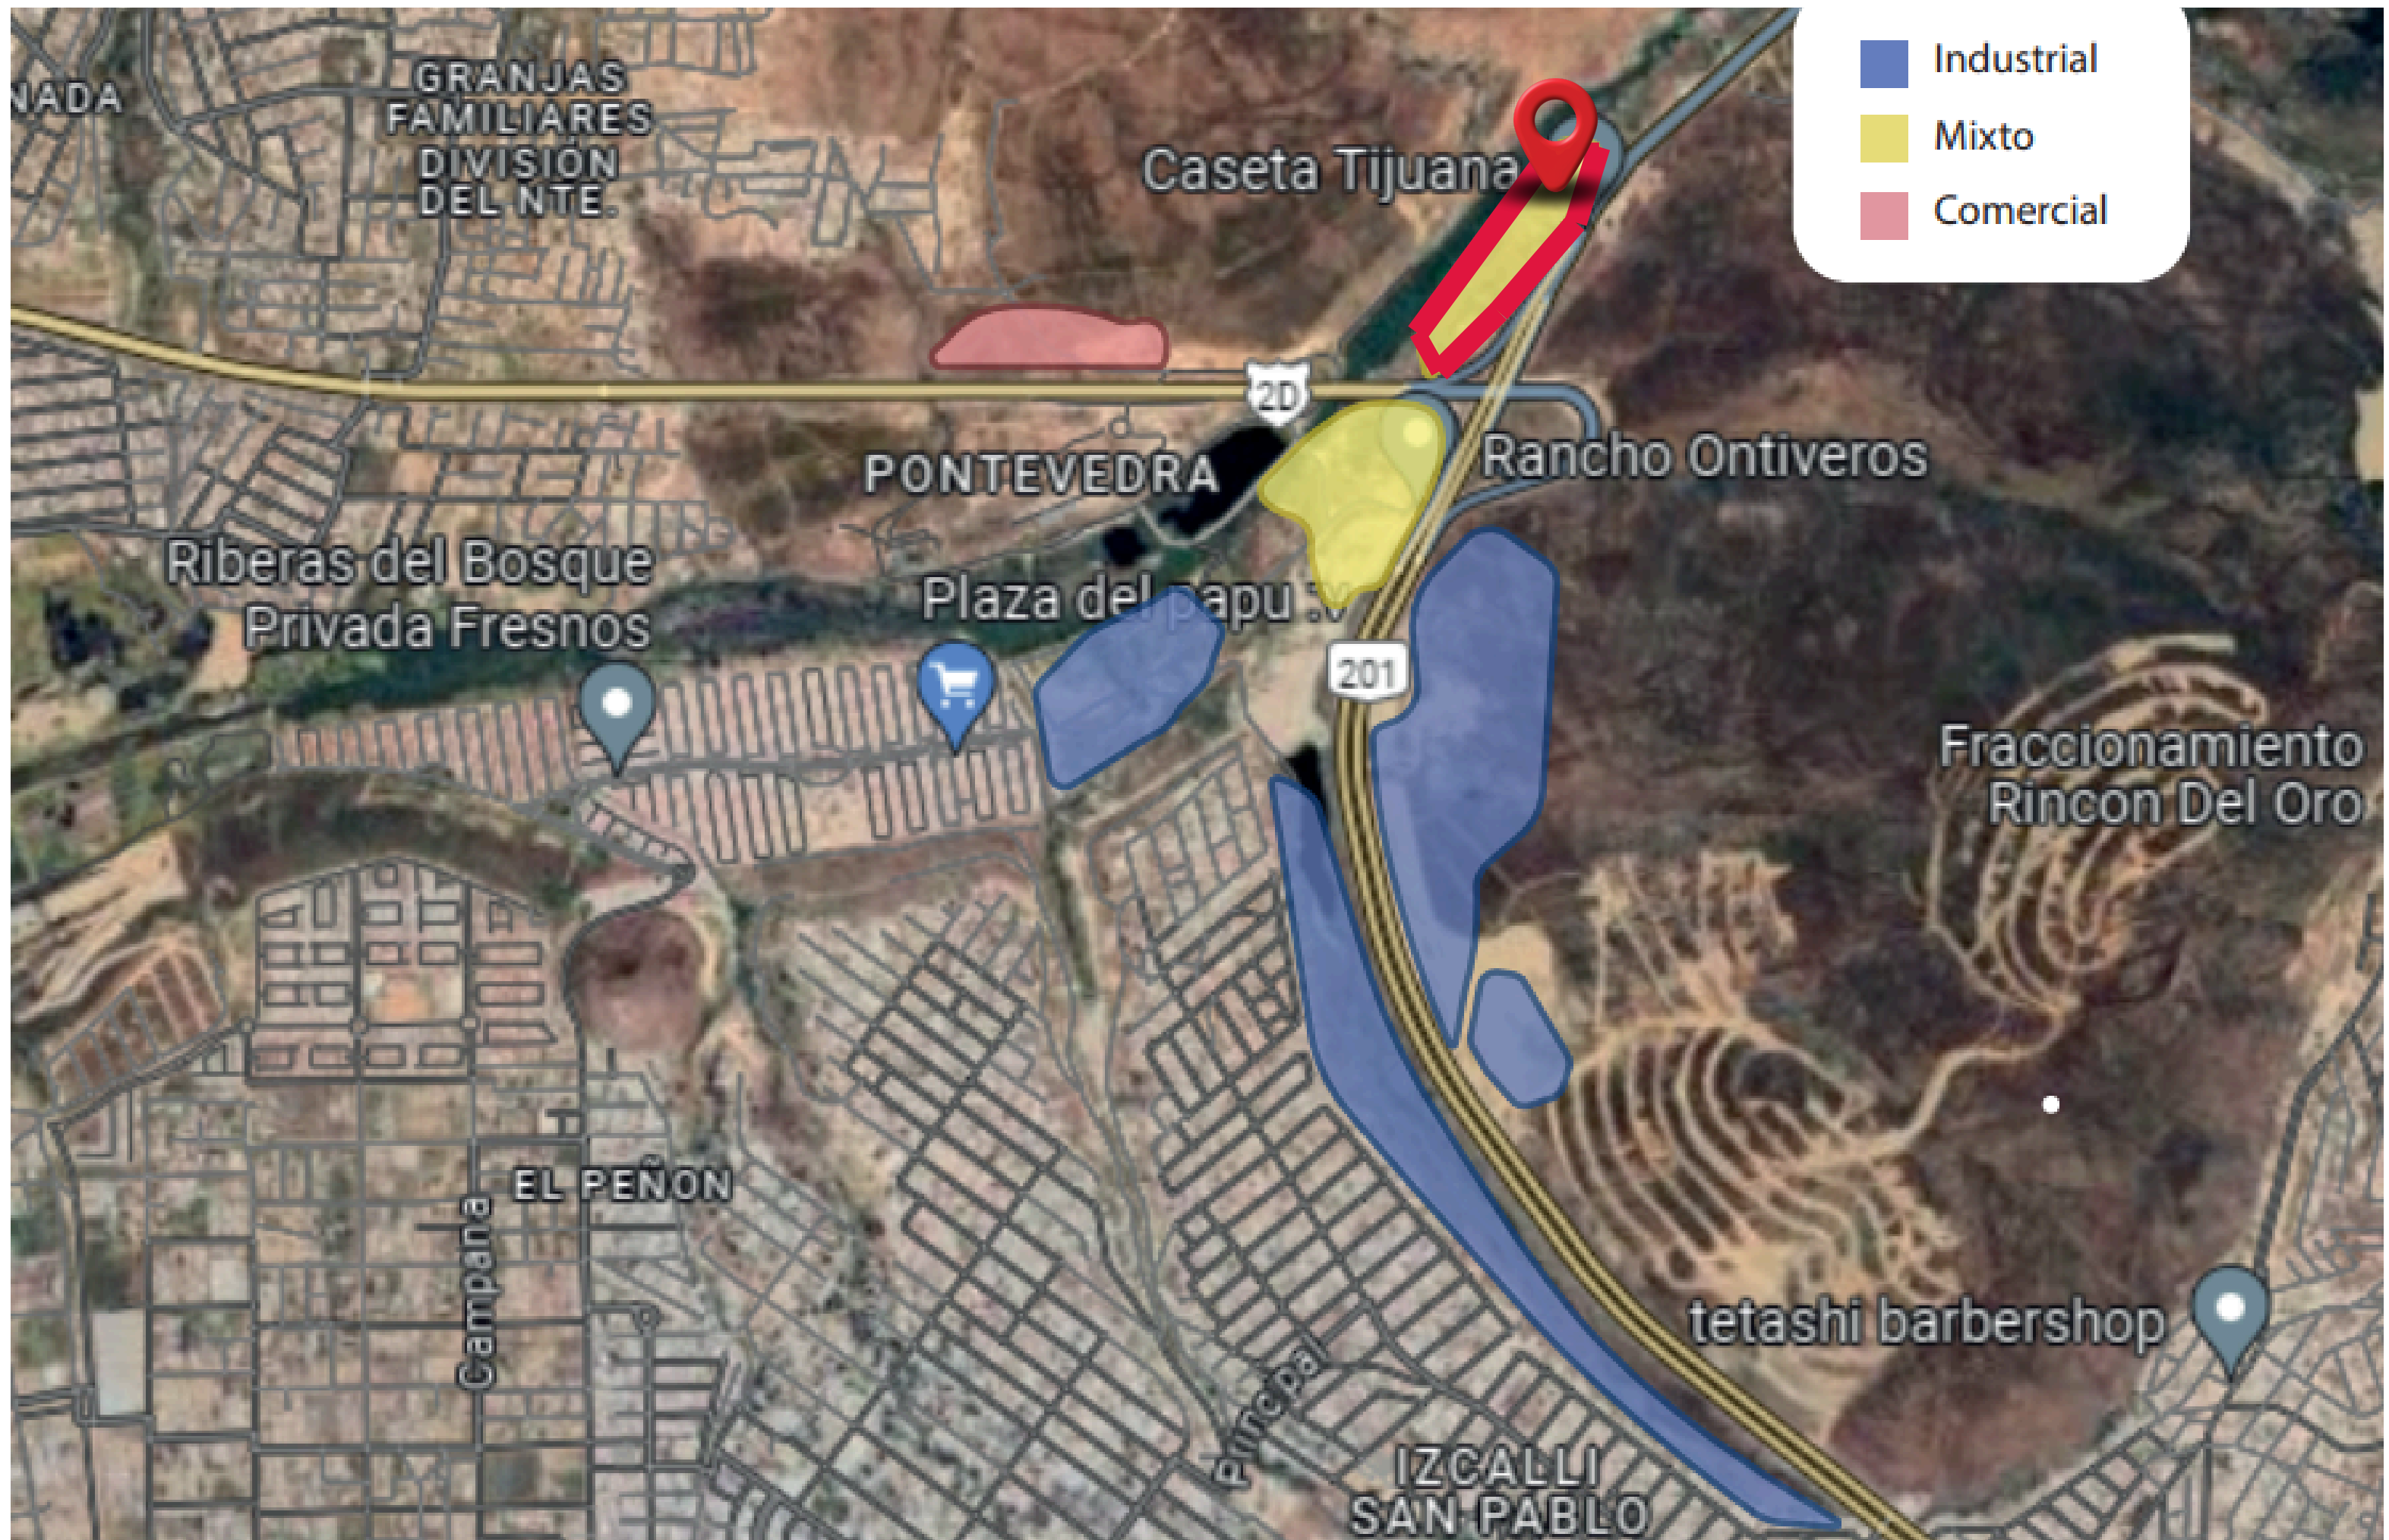 Industrial
Mixto
Comercial
NADA
GRANJAS
FAMILIARES
DIVISIÓN
DEL NTE.
Caseta Tijuana
2D
PONTEVEDRA
Rancho Ontiveros
Riberas del Bosque
Privada Fresnos
Plaza del papu :v
201
Fraccionamiento
Rincon Del Oro
EL PEÑON
Campana
tetashi barbershop
Principal
IZCALLI
SAN PABLO